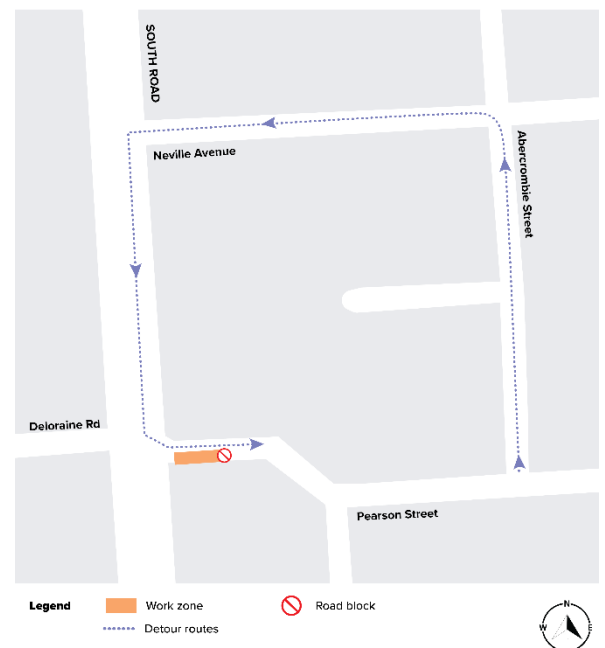 SOUTH ROAD
Neville Avenue
Abercrombie Street
Deloraine Rd
Pearson Street
Legend
Work zone
Road block
Detour routes
N
W
E